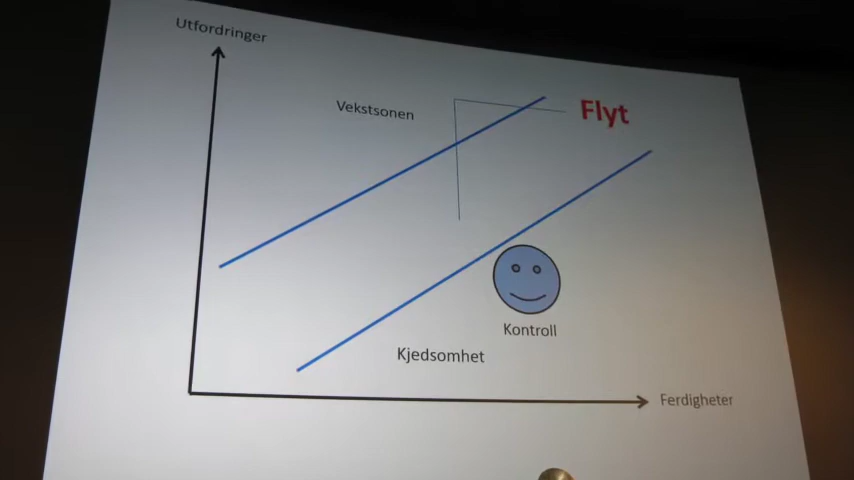 Utfordringer
Vekstsonen
Flyt
Kontroll
Kjedsomhet
Ferdigheter